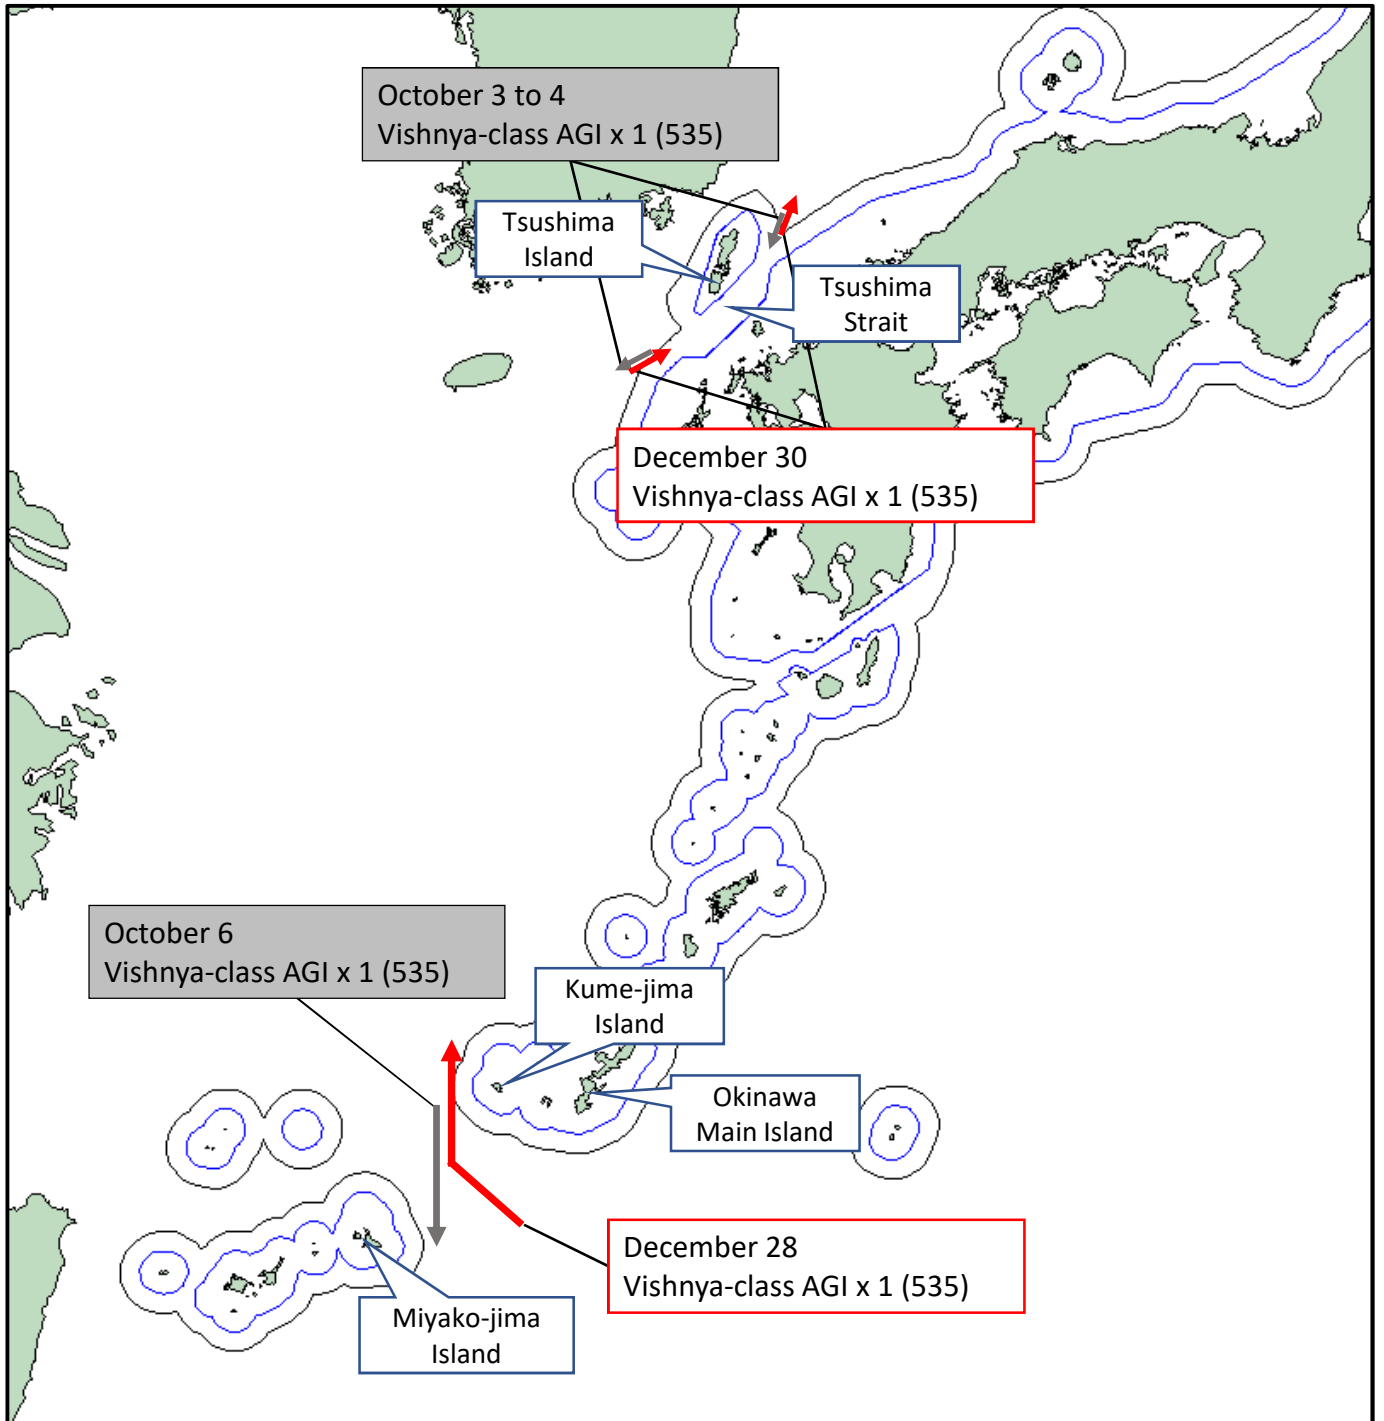 October 3 to 4
Vishnya-class AGI x 1 (535)
Tsushima
Island
Tsushima
Strait
December 30
Vishnya-class AGI x 1 (535)
October 6
Vishnya-class AGI x 1 (535)
Kume-jima
Island
Okinawa
Main Island
December 28
Vishnya-class AGI x 1 (535)
Miyako-jima
Island